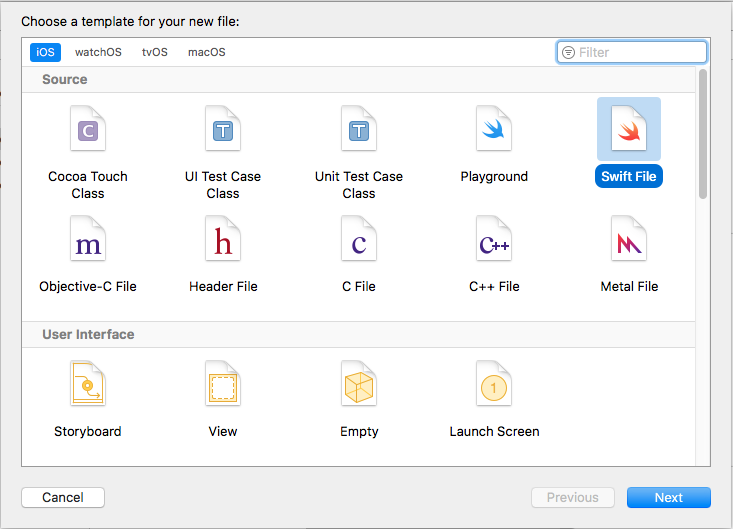 Choose a template for your new file:
iOS watchOS tvOS macOS Filter
Source
C T T
Cocoa Touch Class
UI Test Case Class
Unit Test Case Class
Playground
Swift File
m h c C++
Objective-C File
Header File
C File
C++ File
Metal File
User Interface
1
Storyboard
View
Empty
Launch Screen
Cancel Previous Next